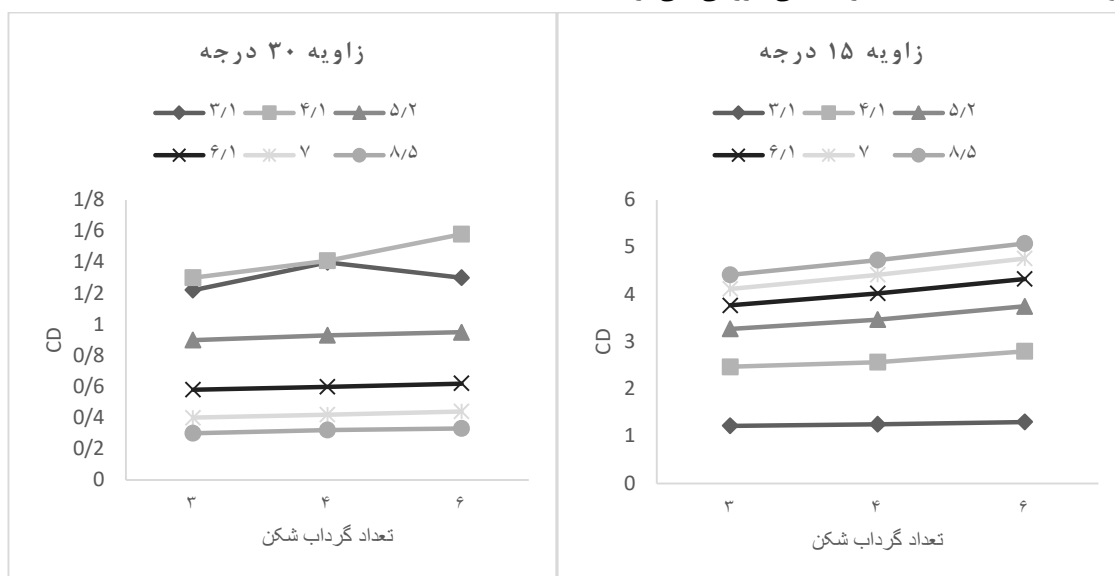 زاویه ۳۰ درجه
۳٫۱ ۴٫۱ ۵٫۲
۶٫۱ ۷ ۸٫۵
1/8
1/6
1/4
1/2
1
0/8
0/6
0/4
0/2
0
CD
۳ ۴ ۶
تعداد گرداب شکن
زاویه ۱۵ درجه
۳٫۱ ۴٫۱ ۵٫۲
۶٫۱ ۷ ۸٫۵
6
5
4
3
2
1
0
CD
۳ ۴ ۶
تعداد گرداب شکن